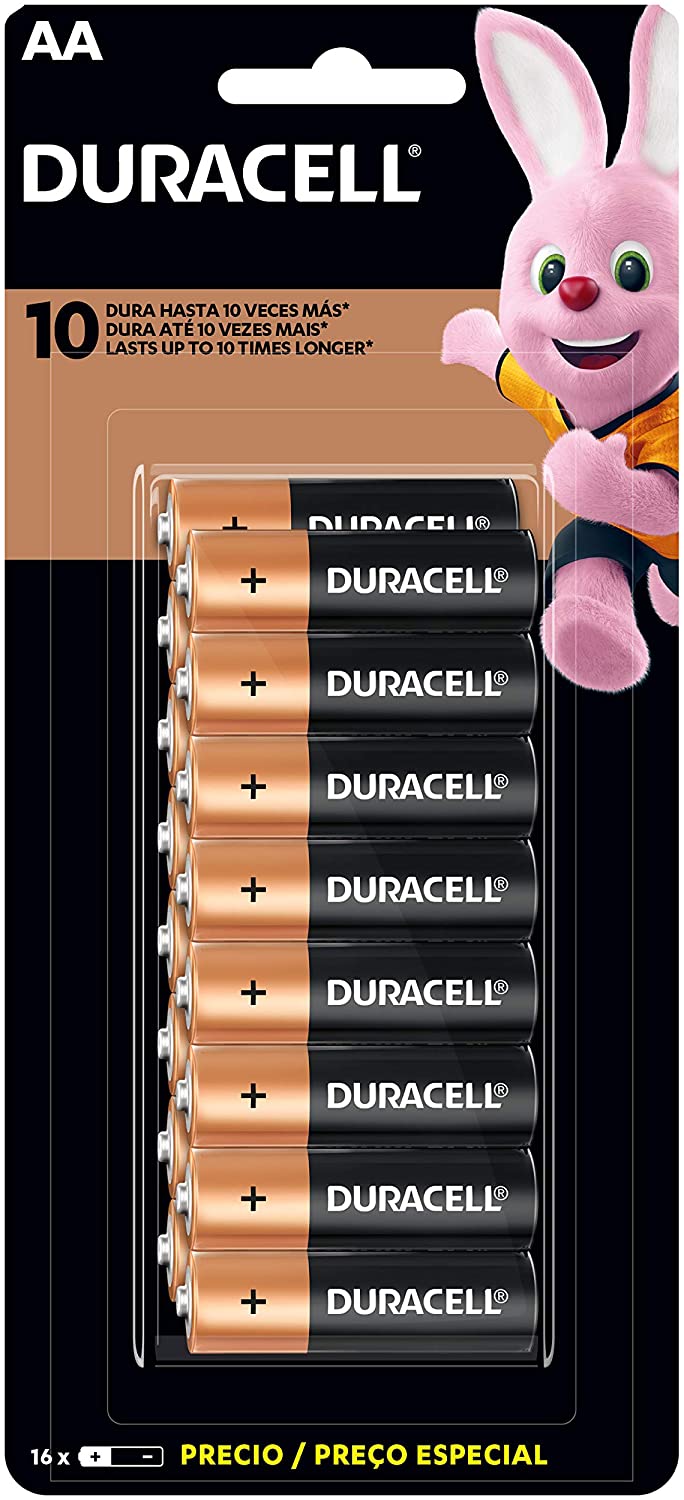 AA
DURACELL®
10
DURA HASTA 10 VECES MÁS*
DURA ATÉ 10 VEZES MAIS*
LASTS UP TO 10 TIMES LONGER*
+ DURACELL®
+ DURACELL®
+ DURACELL®
+ DURACELL®
+ DURACELL®
+ DURACELL®
+ DURACELL®
+ DURACELL®
+ DURACELL®
16 x + − PRECIO / PREÇO ESPECIAL